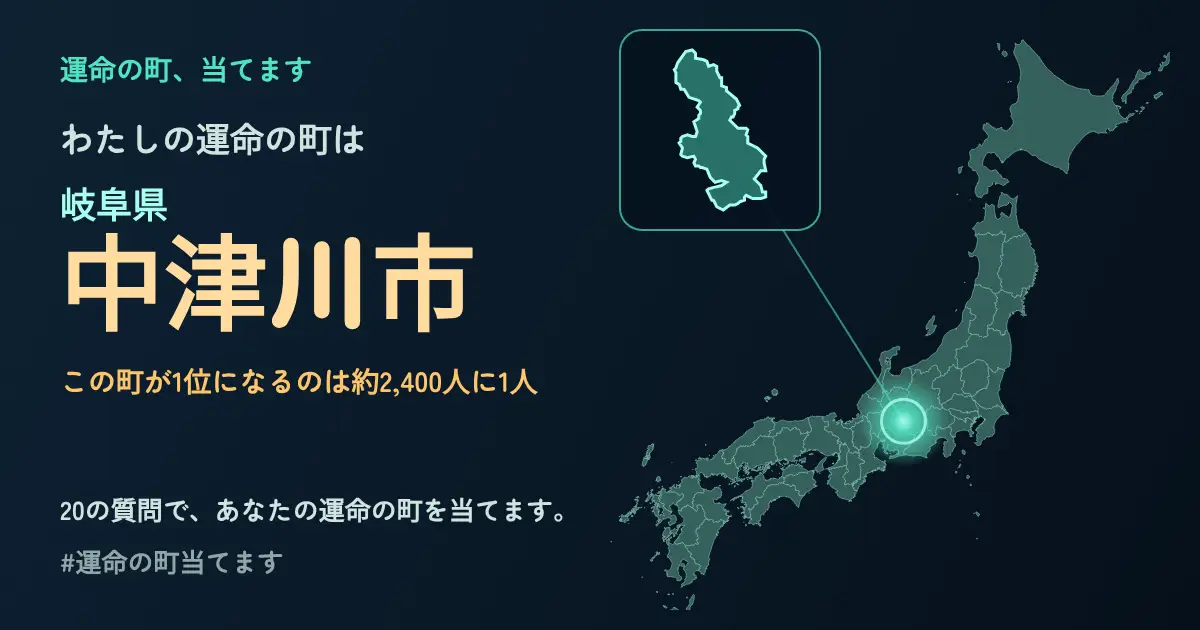 運命の町、当てます
わたしの運命の町は
岐阜県
中津川市
この町が1位になるのは約2,400人に1人
20の質問で、あなたの運命の町を当てます。
#運命の町当てます